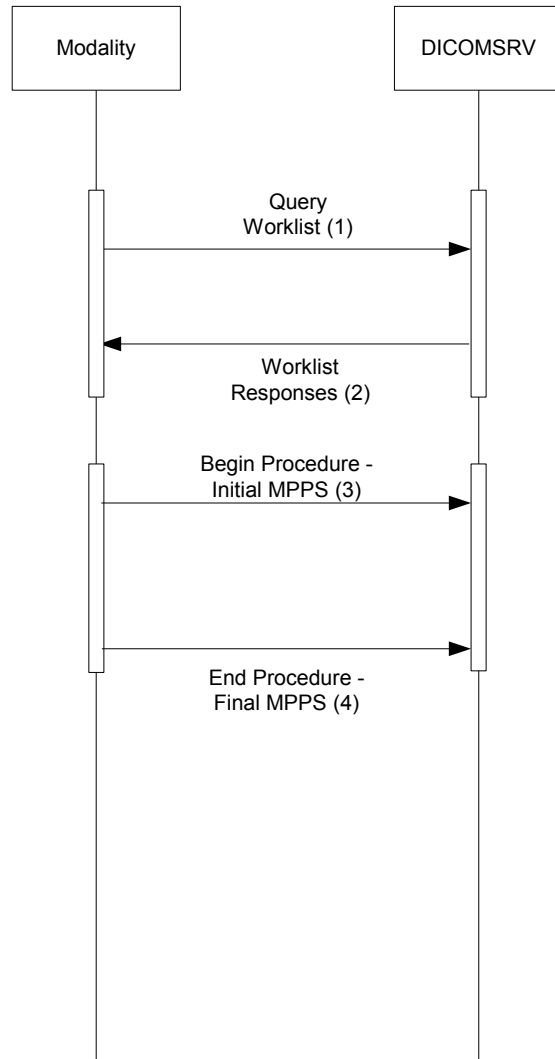 Modality
DICOMSRV
Query
Worklist (1)
Worklist
Responses (2)
Begin Procedure -
Initial MPPS (3)
End Procedure -
Final MPPS (4)